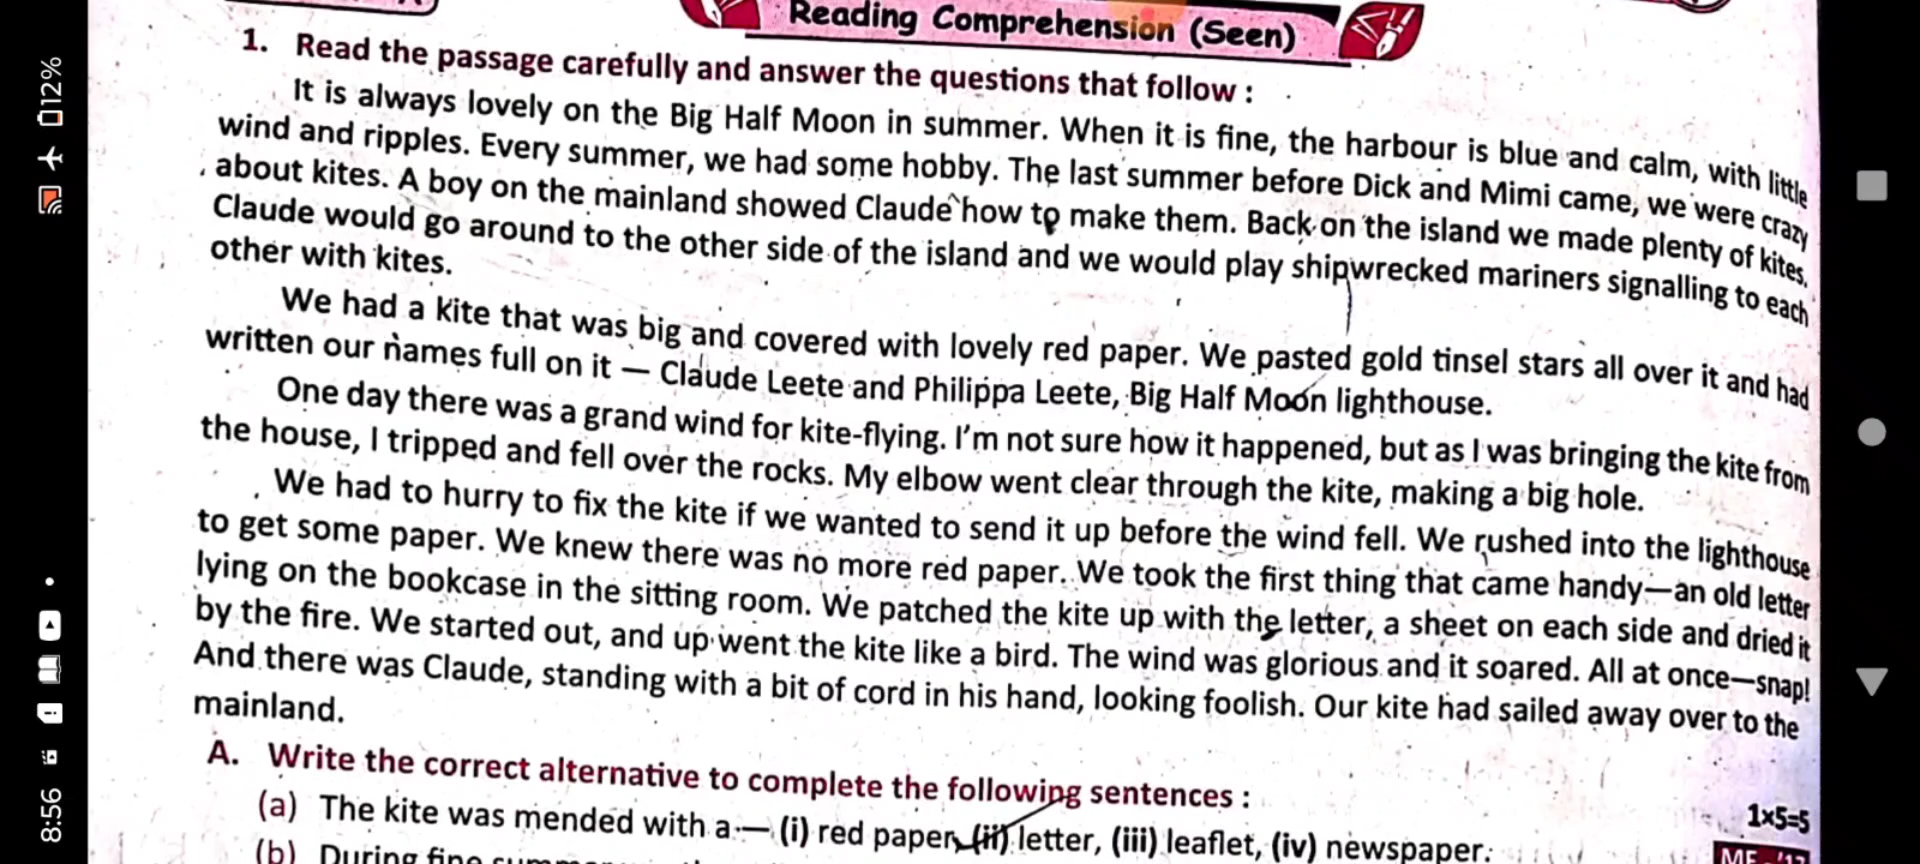 Reading Comprehension (Seen)
1. Read the passage carefully and answer the questions that follow :
It is always lovely on the Big Half Moon in summer. When it is fine, the harbour is blue and calm, with little
wind and ripples. Every summer, we had some hobby. The last summer before Dick and Mimi came, we were crazy
about kites. A boy on the mainland showed Claude how to make them. Back on the island we made plenty of kites.
Claude would go around to the other side of the island and we would play shipwrecked mariners signalling to each
other with kites.
We had a kite that was big and covered with lovely red paper. We pasted gold tinsel stars all over it and had
written our names full on it — Claude Leete and Philippa Leete, Big Half Moon lighthouse.
One day there was a grand wind for kite-flying. I'm not sure how it happened, but as I was bringing the kite from
the house, I tripped and fell over the rocks. My elbow went clear through the kite, making a big hole.
We had to hurry to fix the kite if we wanted to send it up before the wind fell. We rushed into the lighthouse
to get some paper. We knew there was no more red paper. We took the first thing that came handy—an old letter
lying on the bookcase in the sitting room. We patched the kite up with the letter, a sheet on each side and dried it
by the fire. We started out, and up went the kite like a bird. The wind was glorious and it soared. All at once—snap!
And there was Claude, standing with a bit of cord in his hand, looking foolish. Our kite had sailed away over to the
mainland.
A. Write the correct alternative to complete the following sentences :
1×5=5
(a) The kite was mended with a — (i) red paper, (ii) letter, (iii) leaflet, (iv) newspaper.
(b) During fine
12%
8:56